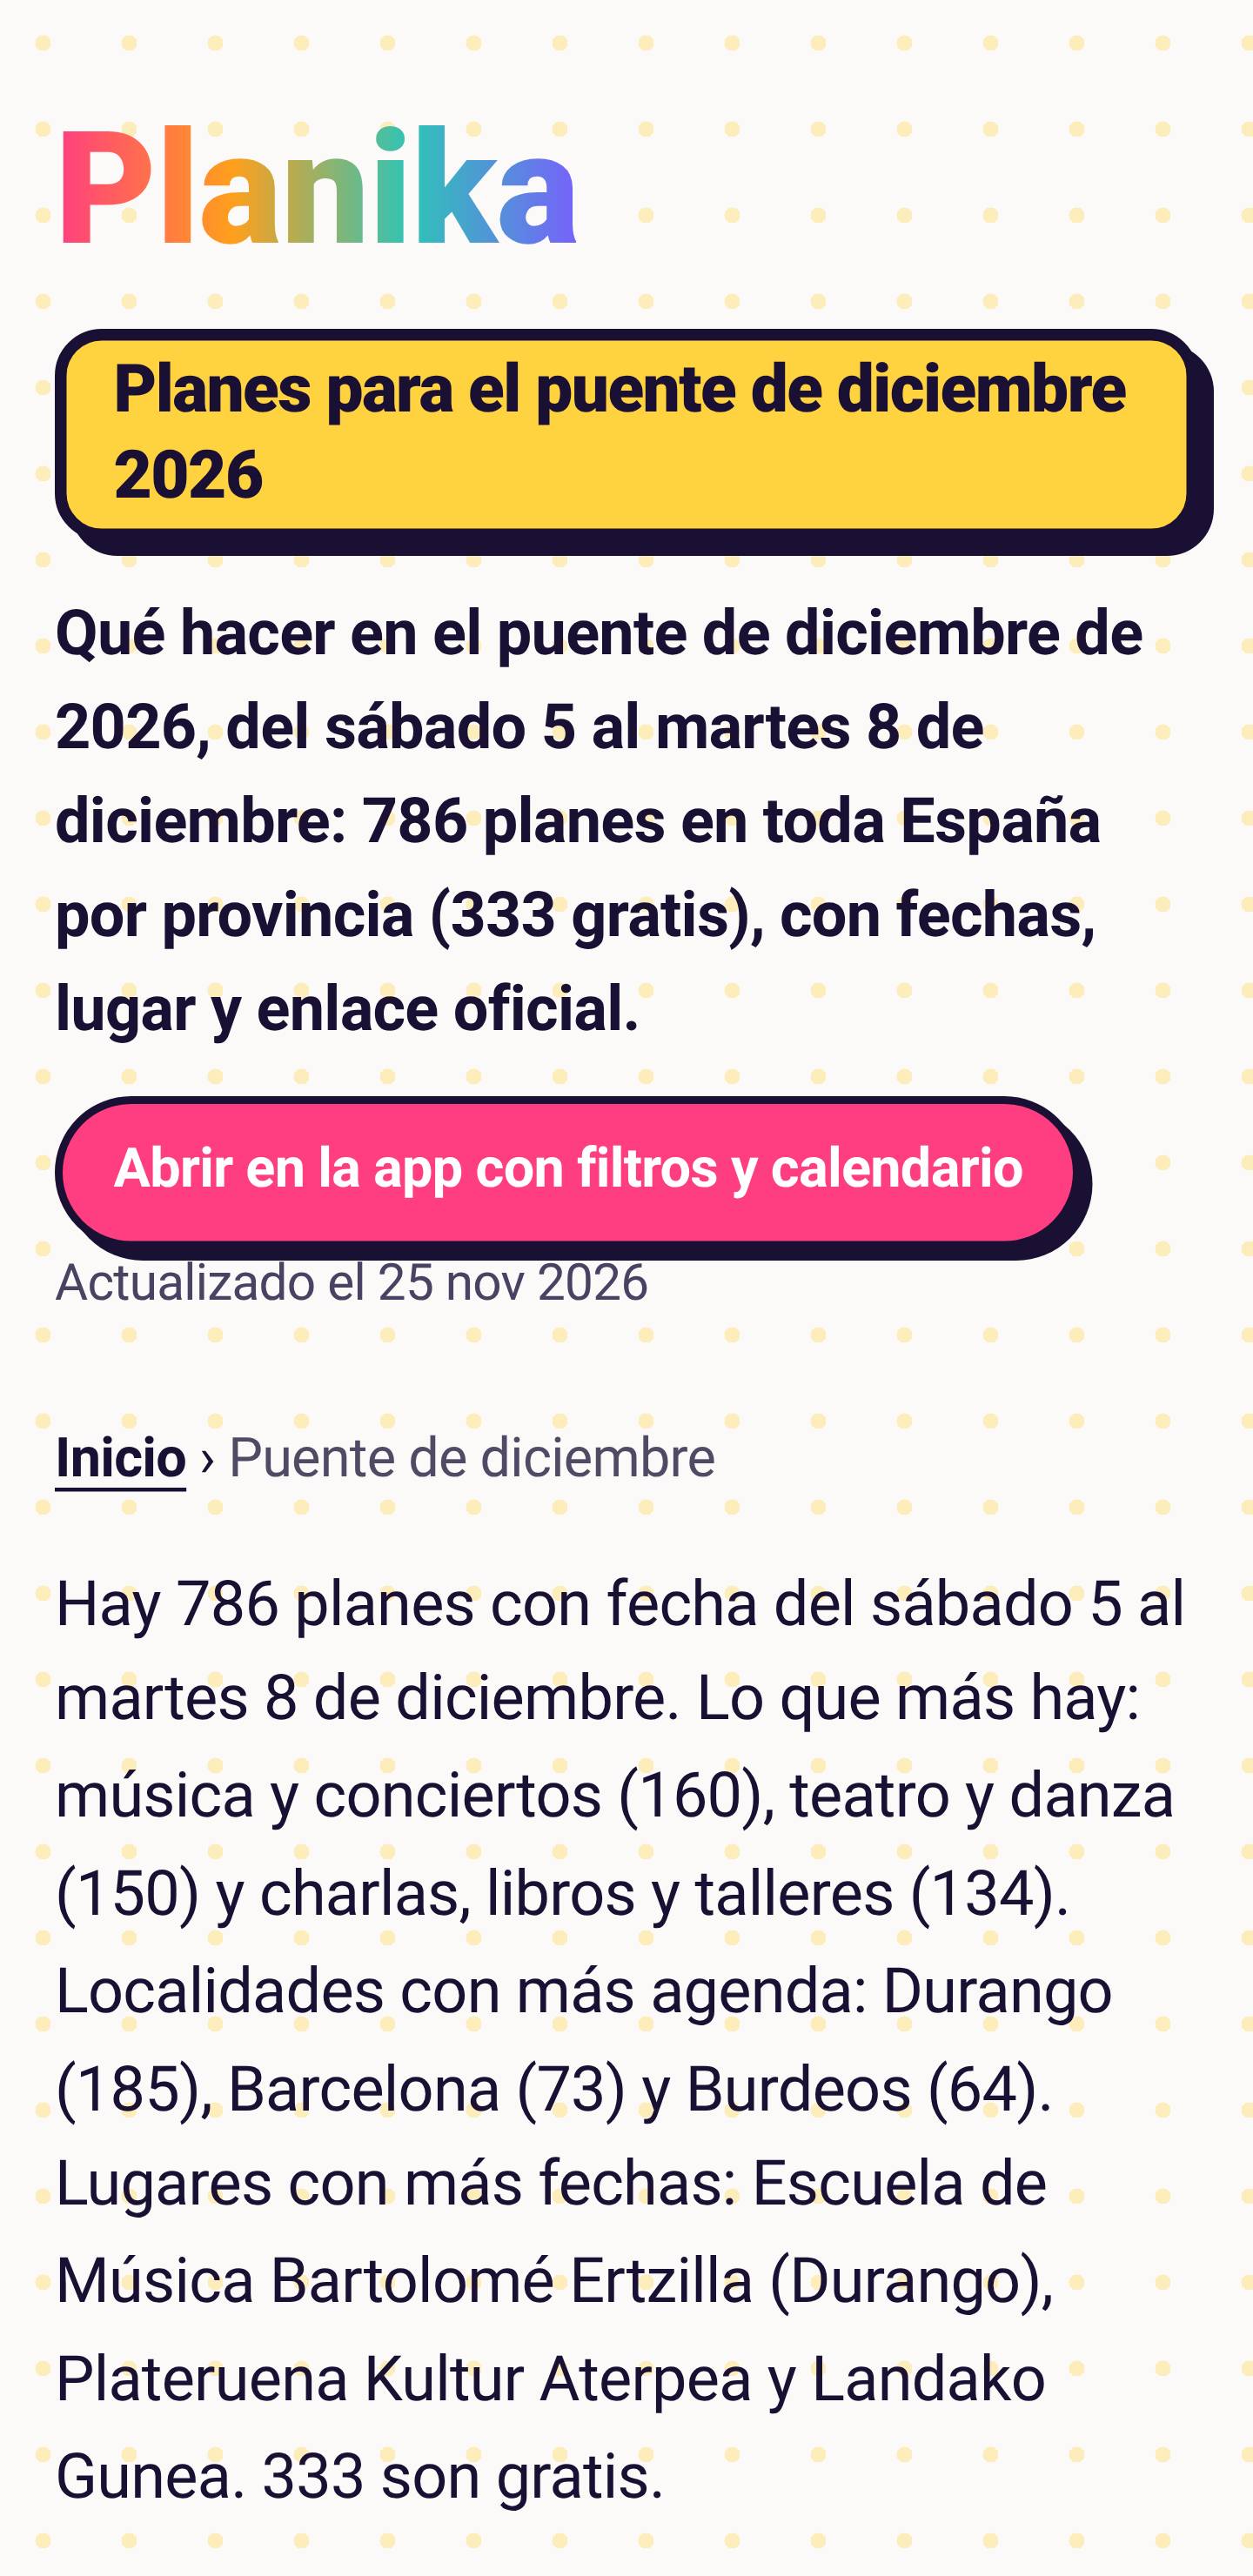 Planika
Planes para el puente de diciembre
2026
Qué hacer en el puente de diciembre de
2026, del sábado 5 al martes 8 de
diciembre: 786 planes en toda España
por provincia (333 gratis), con fechas,
lugar y enlace oficial.
Abrir en la app con filtros y calendario
Actualizado el 25 nov 2026
Inicio › Puente de diciembre
Hay 786 planes con fecha del sábado 5 al
martes 8 de diciembre. Lo que más hay:
música y conciertos (160), teatro y danza
(150) y charlas, libros y talleres (134).
Localidades con más agenda: Durango
(185), Barcelona (73) y Burdeos (64).
Lugares con más fechas: Escuela de
Música Bartolomé Ertzilla (Durango),
Plateruena Kultur Aterpea y Landako
Gunea. 333 son gratis.